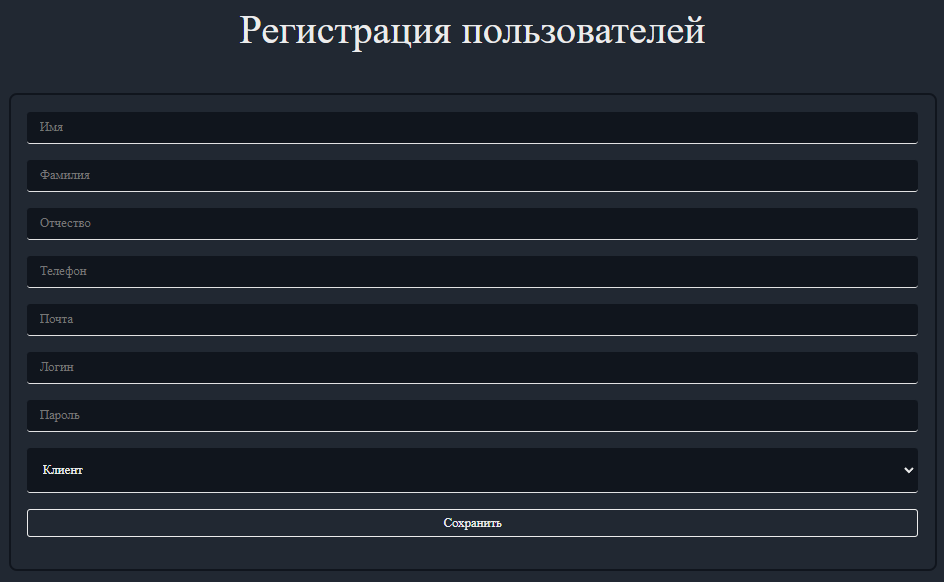 Регистрация пользователей
Имя
Фамилия
Отчество
Телефон
Почта
Логин
Пароль
Клиент
Сохранить